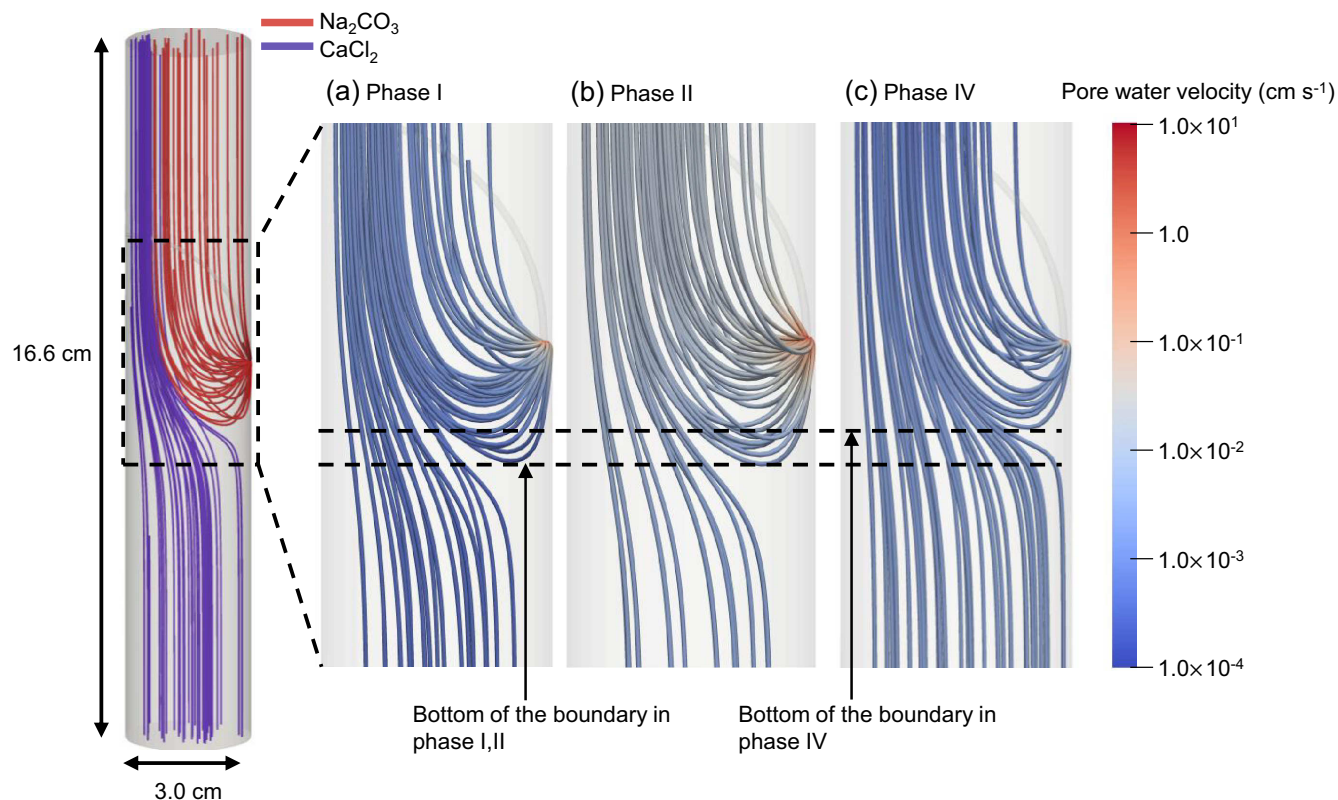 Na₂CO₃
CaCl₂
(a) Phase I
(b) Phase II
(c) Phase IV
Pore water velocity (cm s⁻¹)
1.0×10¹
1.0
1.0×10⁻¹
1.0×10⁻²
1.0×10⁻³
1.0×10⁻⁴
16.6 cm
3.0 cm
Bottom of the boundary in
phase I,II
Bottom of the boundary in
phase IV